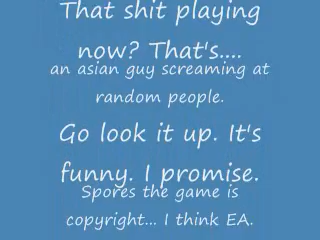 That shit playing
now? That's....
an asian guy screaming at
random people.
Go look it up. It's
funny. I promise.
Spores the game is
copyright... I think EA.